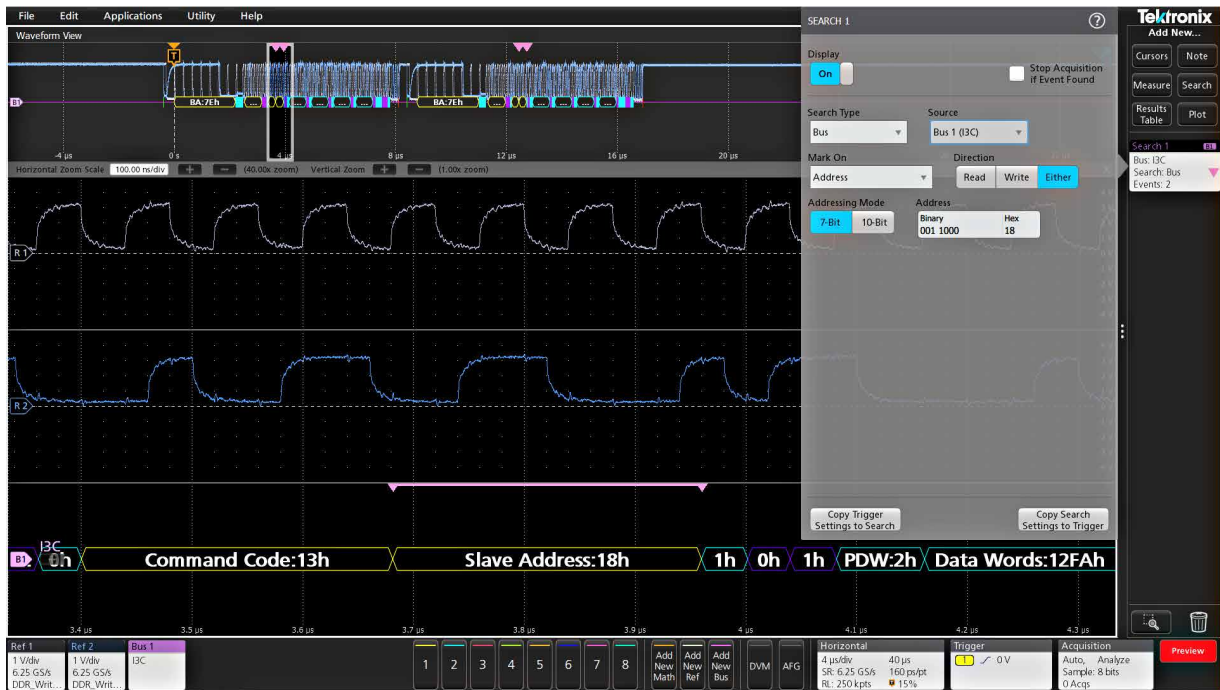 File Edit Applications Utility Help
Tektronix
Add New...
Waveform View
T
B1
BA:7Eh ... ... ... ... ... ... BA:7Eh ... ... ... ... ... ...
-4 µs 0 s 4 µs 8 µs 12 µs 16 µs 20 µs
Horizontal Zoom Scale 100.00 ns/div + − (40.00x zoom) Vertical Zoom + − (1.00x zoom)
R 1
R 2
SEARCH 1 ?
Display
On
Stop Acquisition
if Event Found
Search Type Source
Bus Bus 1 (I3C)
Mark On Direction
Address Read Write Either
Addressing Mode Address
7-Bit 10-Bit
Binary Hex
001 1000 18
Copy Trigger
Settings to Search
Copy Search
Settings to Trigger
Cursors Note
Measure Search
Results
Table
Plot
Search 1 B1
Bus: I3C
Search: Bus
Events: 2
I3C
B1 0h Command Code:13h Slave Address:18h 1h 0h 1h PDW:2h Data Words:12FAh
3.4 µs 3.5 µs 3.6 µs 3.7 µs 3.8 µs 3.9 µs 4 µs 4.1 µs 4.2 µs 4.3 µs
Ref 1
1 V/div
6.25 GS/s
DDR_Writ...
Ref 2
1 V/div
6.25 GS/s
DDR_Writ...
Bus 1
I3C
1 2 3 4 5 6 7 8
Add
New
Math
Add
New
Ref
Add
New
Bus
DVM AFG
Horizontal
4 µs/div 40 µs
SR: 6.25 GS/s 160 ps/pt
RL: 250 kpts 15%
Trigger
1 0 V
Acquisition
Auto, Analyze
Sample: 8 bits
0 Acqs
Preview